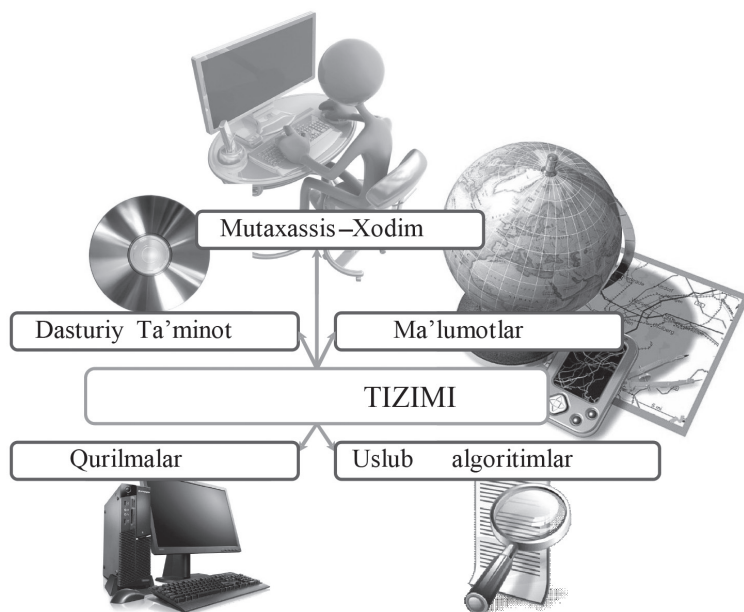 Mutaxassis–Xodim
Dasturiy Ta’minot
Ma’lumotlar
TIZIMI
Qurilmalar
Uslub algoritimlar